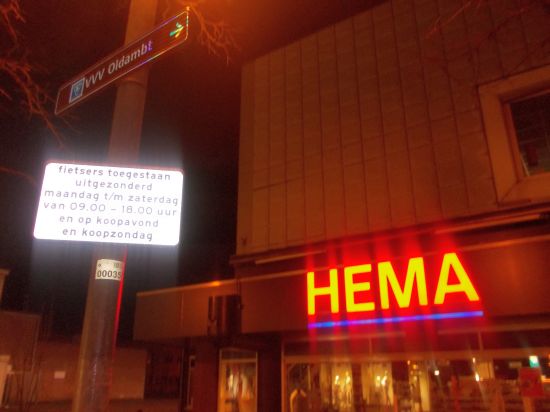 VVV Oldambt
fietsers toegestaan
uitgezonderd
maandag t/m zaterdag
van 09.00 - 18.00 uur
en op koopavond
en koopzondag
00035
HEMA